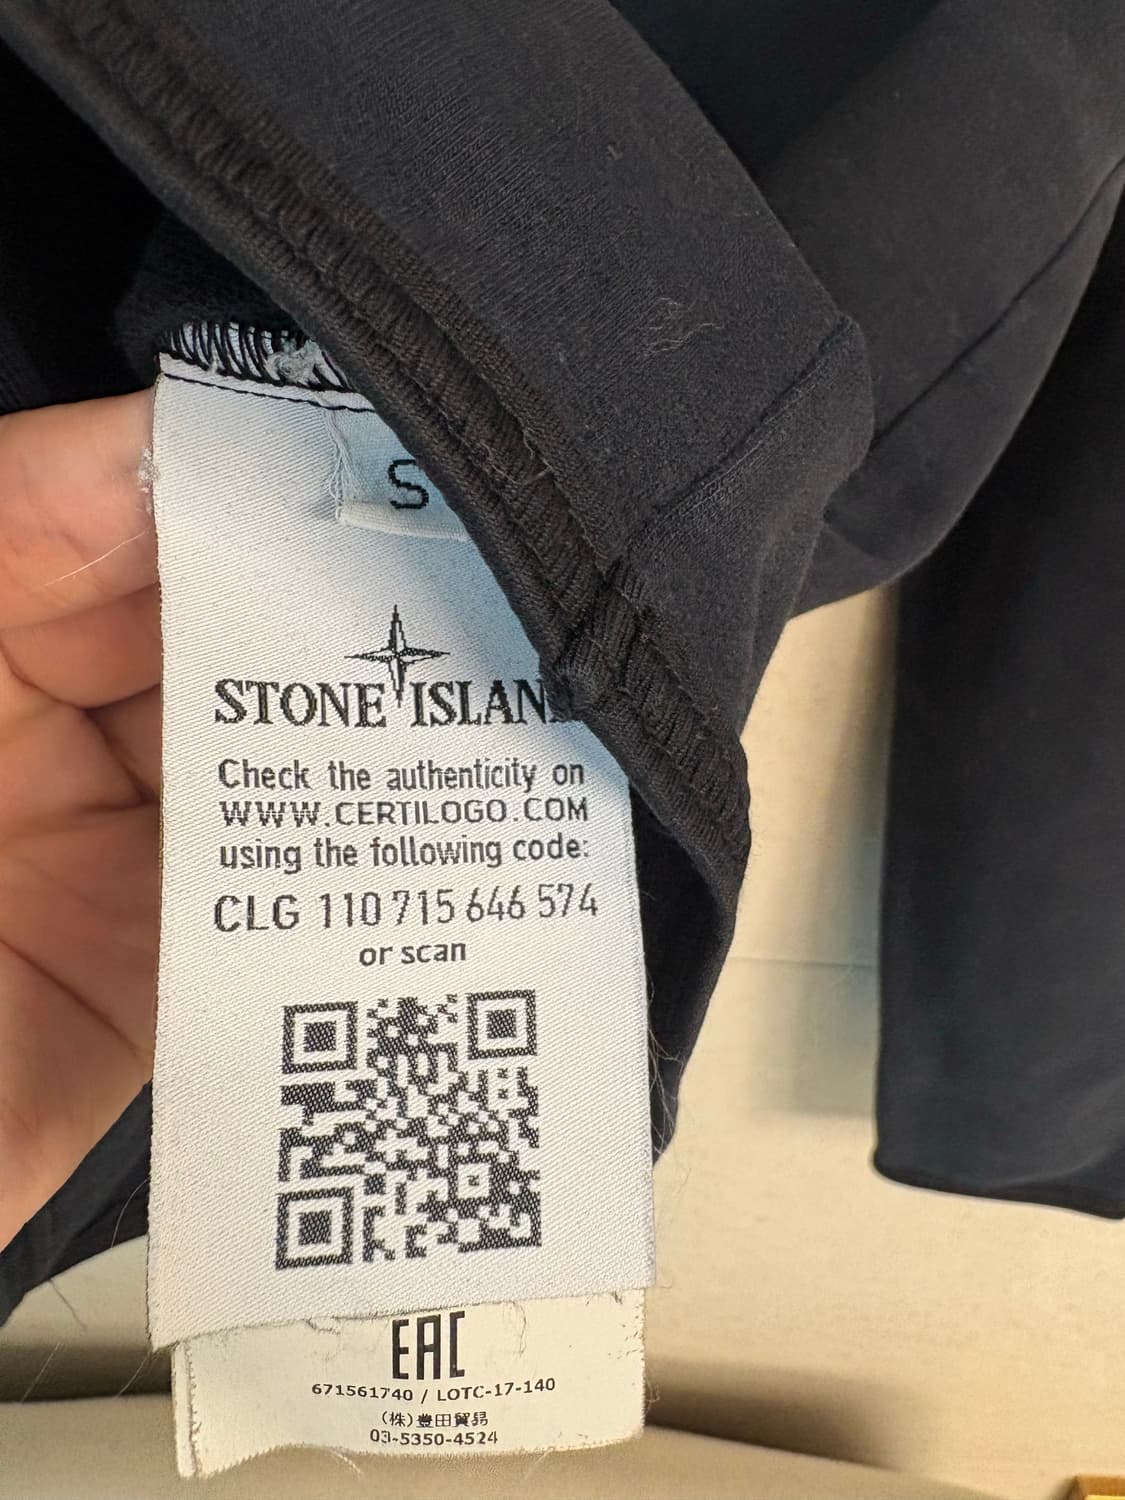 S
STONE ISLAN
Check the authenticity on
WWW.CERTILOGO.COM
using the following code:
CLG 110 715 646 574
or scan
EAC
671561740 / LOTC-17-140
(株)豊田貿易
03-5350-4524